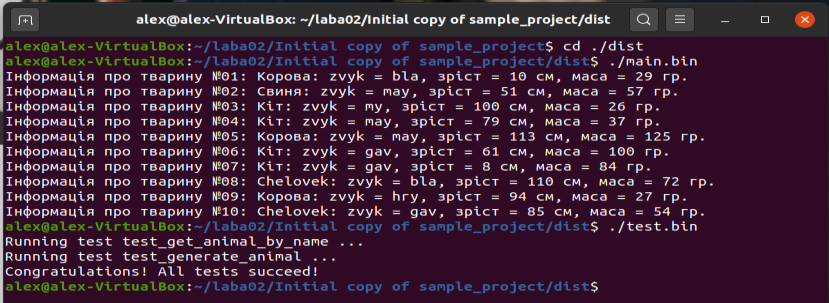 alex@alex-VirtualBox: ~/laba02/Initial copy of sample_project/dist
alex@alex-VirtualBox:~/laba02/Initial copy of sample_project$ cd ./dist
alex@alex-VirtualBox:~/laba02/Initial copy of sample_project/dist$ ./main.bin
Інформація про тварину №01: Корова: zvyk = bla, зріст = 10 см, маса = 29 гр.
Інформація про тварину №02: Свиня: zvyk = may, зріст = 51 см, маса = 57 гр.
Інформація про тварину №03: Кіт: zvyk = my, зріст = 100 см, маса = 26 гр.
Інформація про тварину №04: Кіт: zvyk = may, зріст = 79 см, маса = 37 гр.
Інформація про тварину №05: Корова: zvyk = may, зріст = 113 см, маса = 125 гр.
Інформація про тварину №06: Кіт: zvyk = gav, зріст = 61 см, маса = 100 гр.
Інформація про тварину №07: Кіт: zvyk = gav, зріст = 8 см, маса = 84 гр.
Інформація про тварину №08: Chelovek: zvyk = bla, зріст = 110 см, маса = 72 гр.
Інформація про тварину №09: Корова: zvyk = hry, зріст = 94 см, маса = 27 гр.
Інформація про тварину №10: Chelovek: zvyk = gav, зріст = 85 см, маса = 54 гр.
alex@alex-VirtualBox:~/laba02/Initial copy of sample_project/dist$ ./test.bin
Running test test_get_animal_by_name ...
Running test test_generate_animal ...
Congratulations! All tests succeed!
alex@alex-VirtualBox:~/laba02/Initial copy of sample_project/dist$